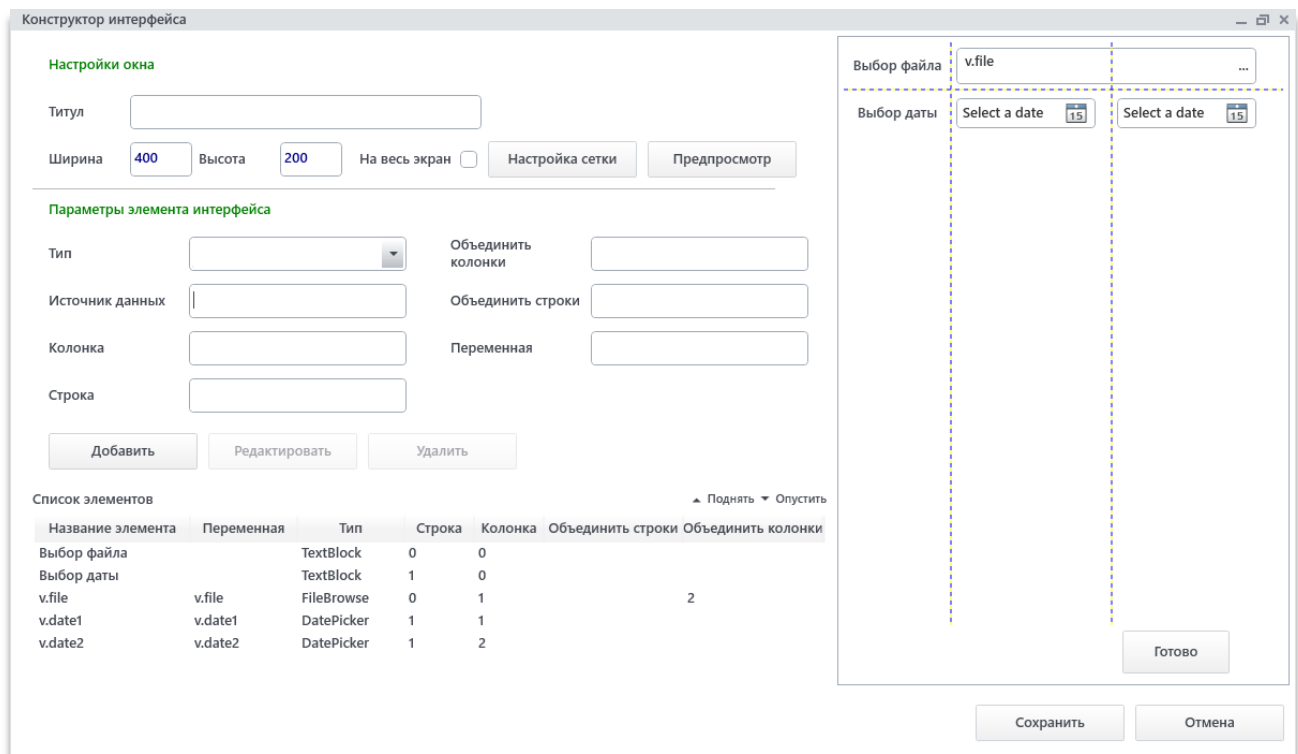 Конструктор интерфейса
Настройки окна
Титул
Ширина 400 Высота 200 На весь экран Настройка сетки Предпросмотр
Параметры элемента интерфейса
Тип Объединить колонки
Источник данных Объединить строки
Колонка Переменная
Строка
Добавить Редактировать Удалить
Список элементов Поднять Опустить
Название элемента Переменная Тип Строка Колонка Объединить строки Объединить колонки
Выбор файла TextBlock 0 0
Выбор даты TextBlock 1 0
v.file v.file FileBrowse 0 1 2
v.date1 v.date1 DatePicker 1 1
v.date2 v.date2 DatePicker 1 2
Выбор файла v.file ...
Выбор даты Select a date 15 Select a date 15
Готово
Сохранить Отмена